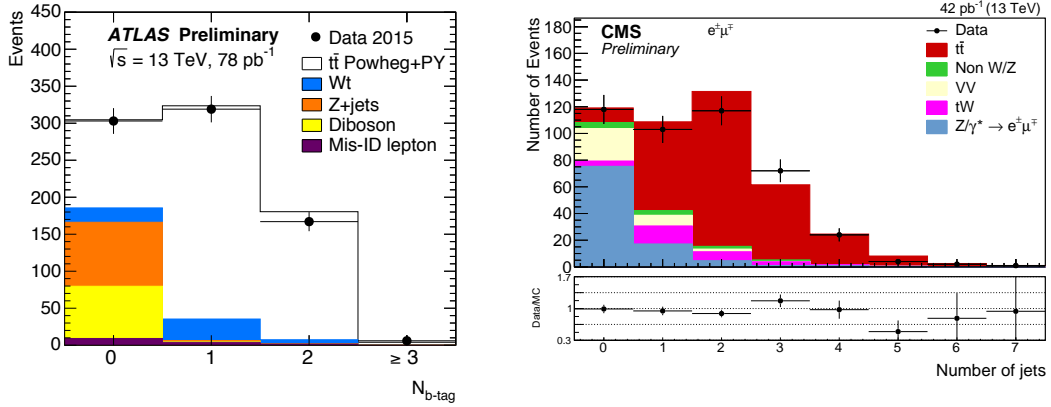 Events
450
400
350
300
250
200
150
100
50
0
ATLAS Preliminary
√s = 13 TeV, 78 pb⁻¹
Data 2015
tt̄ Powheg+PY
Wt
Z+jets
Diboson
Mis-ID lepton
0 1 2 ≥ 3
N_b-tag
42 pb⁻¹ (13 TeV)
Number of Events
200
180
160
140
120
100
80
60
40
20
0
CMS
Preliminary
e±μ∓
Data
tt̄
Non W/Z
VV
tW
Z/γ* → e±μ∓
Data/MC
1.7
1
0.3
0 1 2 3 4 5 6 7
Number of jets